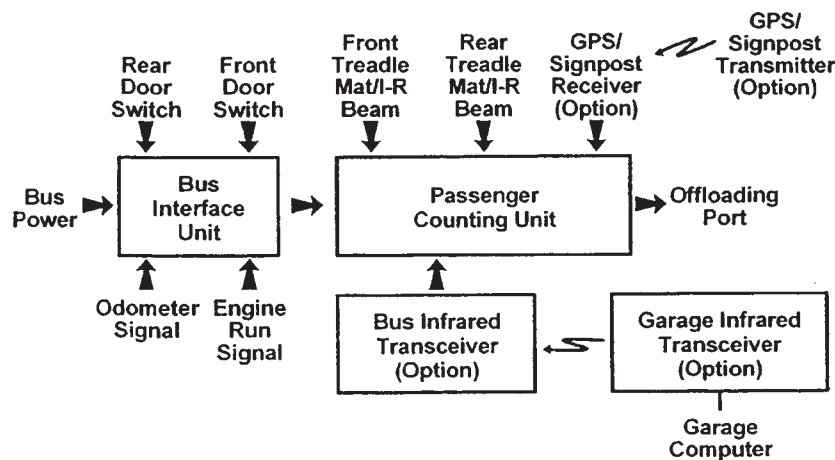 Rear
Door
Switch
Front
Door
Switch
Front
Treadle
Mat/I-R
Beam
Rear
Treadle
Mat/I-R
Beam
GPS/
Signpost
Receiver
(Option)
GPS/
Signpost
Transmitter
(Option)
Bus
Power
Bus
Interface
Unit
Passenger
Counting Unit
Offloading
Port
Odometer
Signal
Engine
Run
Signal
Bus Infrared
Transceiver
(Option)
Garage Infrared
Transceiver
(Option)
Garage
Computer